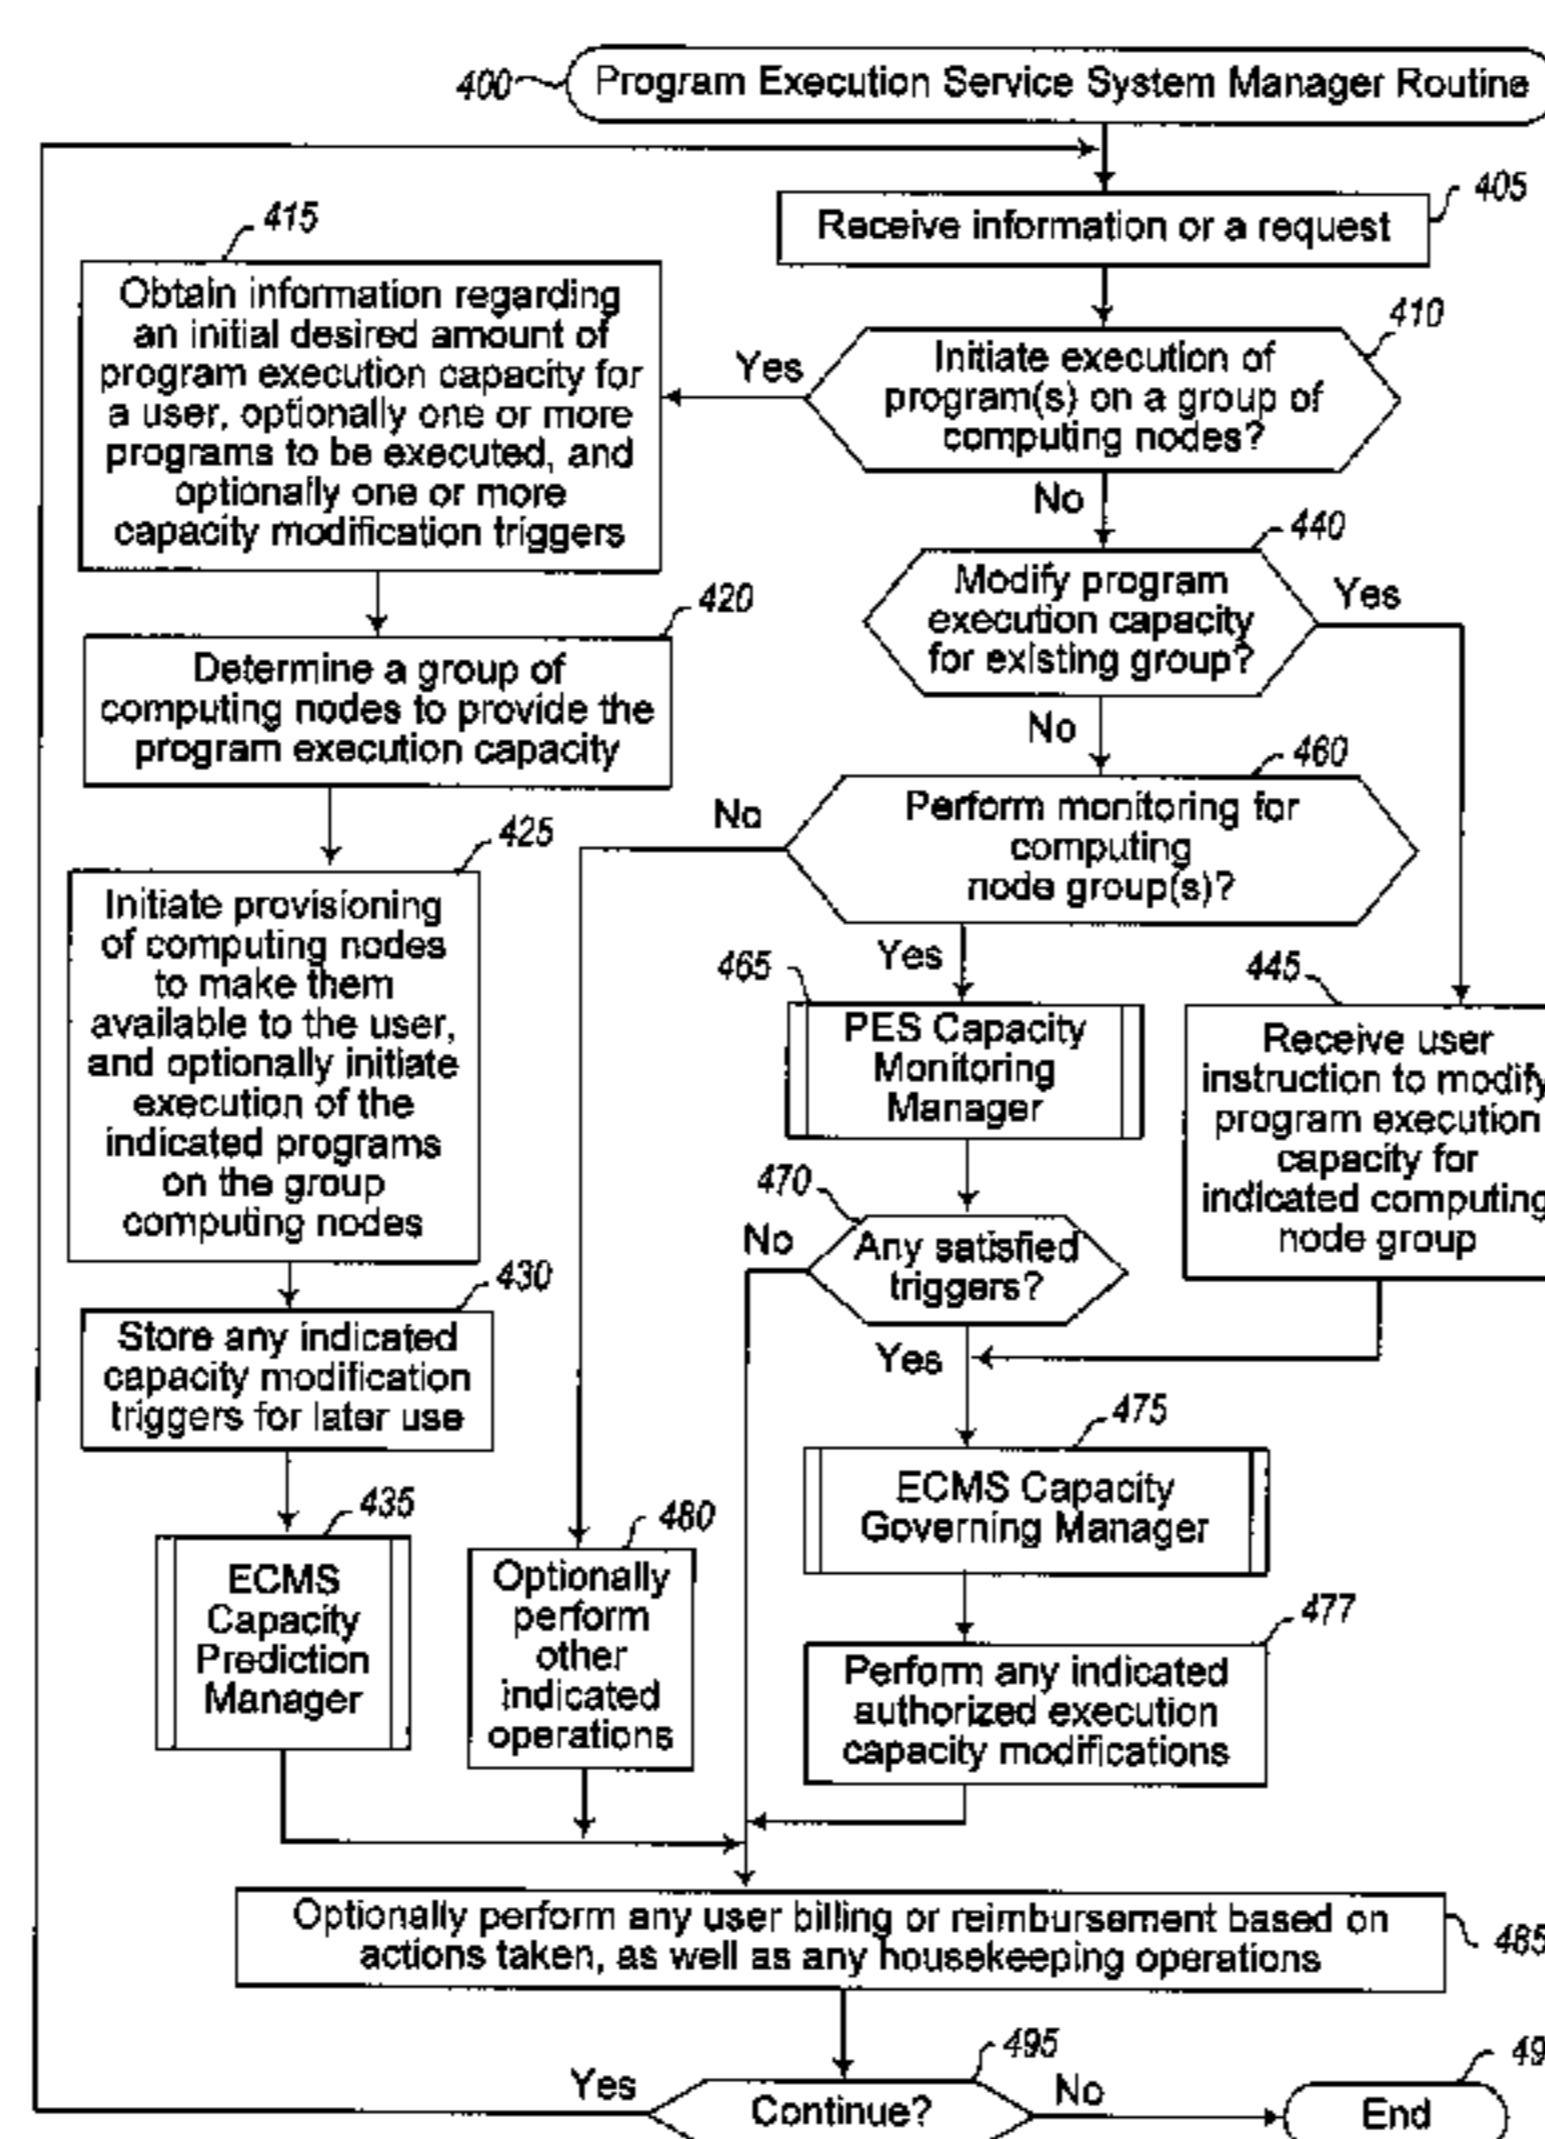 400
Program Execution Service System Manager Routine
405
Receive information or a request
410
Initiate execution of
program(s) on a group of
computing nodes?
Yes
No
415
Obtain information regarding
an initial desired amount of
program execution capacity for
a user, optionally one or more
programs to be executed, and
optionally one or more
capacity modification triggers
420
Determine a group of
computing nodes to provide the
program execution capacity
425
Initiate provisioning
of computing nodes
to make them
available to the user,
and optionally initiate
execution of the
indicated programs
on the group
computing nodes
430
Store any indicated
capacity modification
triggers for later use
435
ECMS
Capacity
Prediction
Manager
440
Modify program
execution capacity
for existing group?
Yes
No
460
Perform monitoring for
computing
node group(s)?
No
Yes
465
PES Capacity
Monitoring
Manager
445
Receive user
instruction to modify
program execution
capacity for
indicated computing
node group
470
Any satisfied
triggers?
No
Yes
475
ECMS Capacity
Governing Manager
477
Perform any indicated
authorized execution
capacity modifications
480
Optionally
perform
other
indicated
operations
485
Optionally perform any user billing or reimbursement based on
actions taken, as well as any housekeeping operations
495
Continue?
Yes
No
49
End